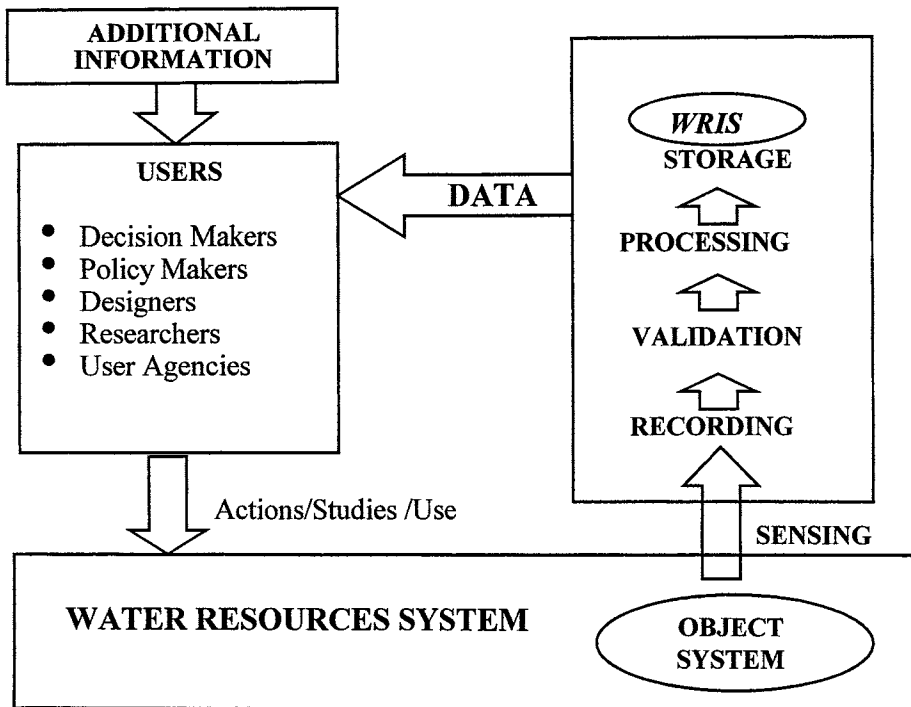 ADDITIONAL
INFORMATION
USERS
• Decision Makers
• Policy Makers
• Designers
• Researchers
• User Agencies
DATA
WRIS
STORAGE
PROCESSING
VALIDATION
RECORDING
SENSING
Actions/Studies /Use
WATER RESOURCES SYSTEM
OBJECT
SYSTEM